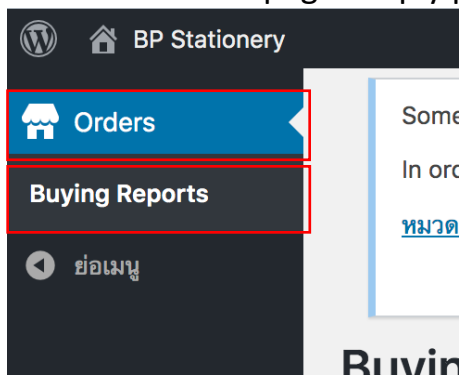 BP Stationery
Orders
Some
In ord
Buying Reports
หมวด
ย่อเมนู
Buyin